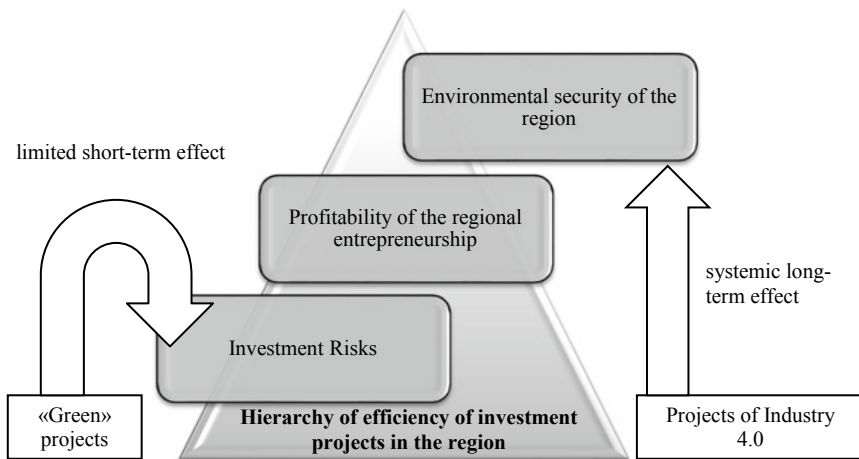 Environmental security of the
region
limited short-term effect
Profitability of the regional
entrepreneurship
systemic long-
term effect
Investment Risks
«Green»
projects
Hierarchy of efficiency of investment
projects in the region
Projects of Industry
4.0